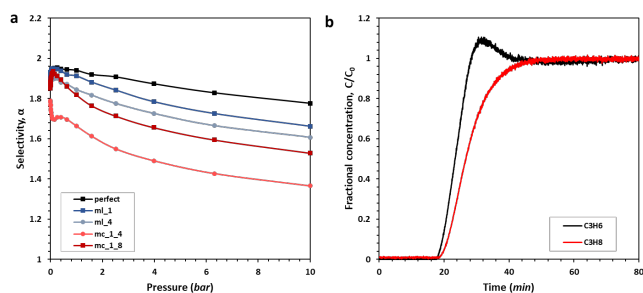 a
2.2
2
1.8
1.6
1.4
1.2
1
0
2
4
6
8
10
Selectivity, α
Pressure (bar)
perfect
ml_1
ml_4
mc_1_4
mc_1_8
b
1.2
1.0
0.8
0.6
0.4
0.2
0.0
0
20
40
60
80
Fractional concentration, C/C₀
Time (min)
C3H6
C3H8